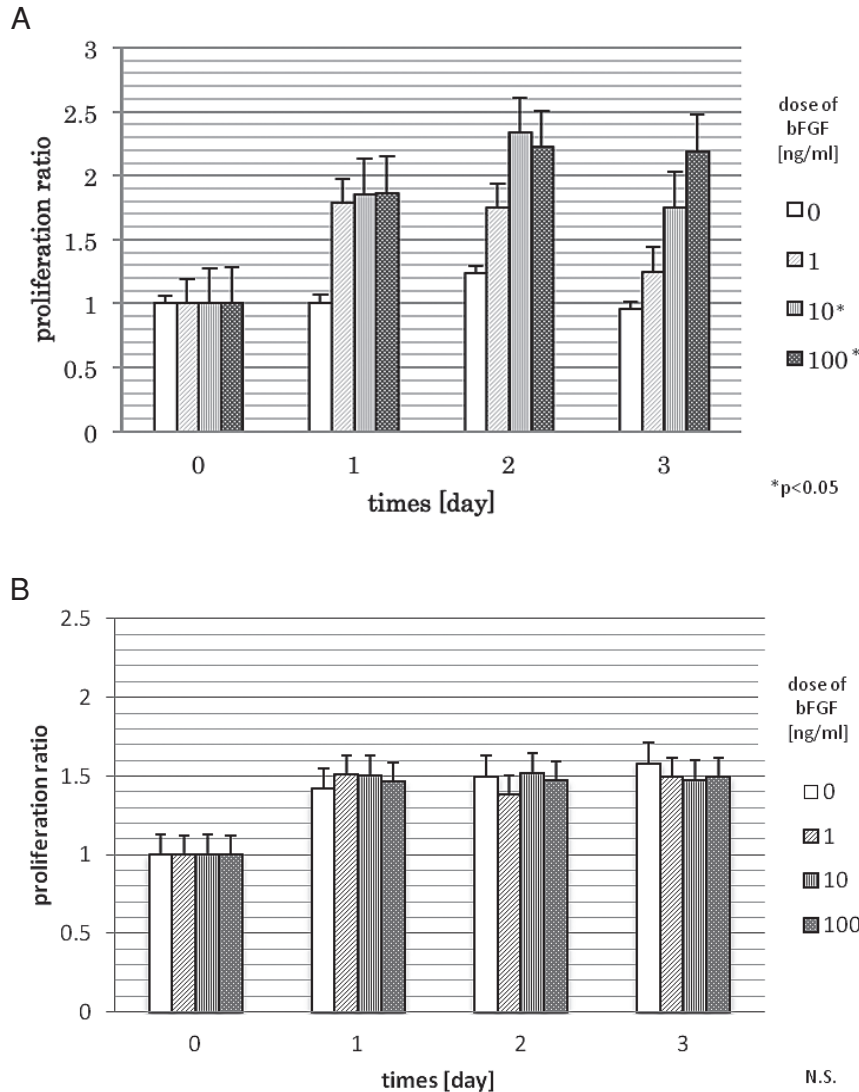 A
3
2.5
2
1.5
1
0.5
0
proliferation ratio
0 1 2 3
times [day]
dose of
bFGF
[ng/ml]
0
1
10*
100*
*p<0.05
B
2.5
2
1.5
1
0.5
0
proliferation ratio
0 1 2 3
times [day]
dose of
bFGF
[ng/ml]
0
1
10
100
N.S.